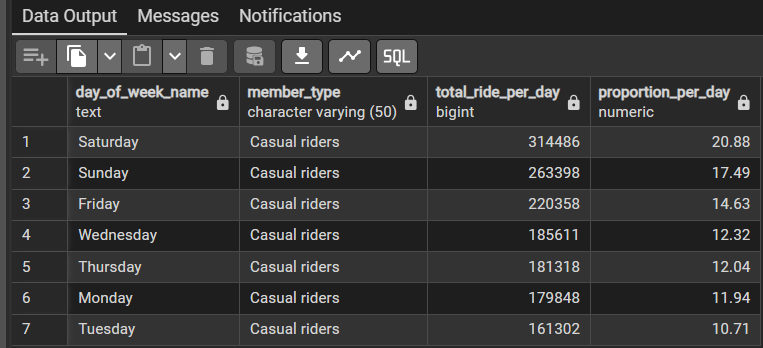 Data Output Messages Notifications
SQL
day_of_week_name member_type total_ride_per_day proportion_per_day
text character varying (50) bigint numeric
1 Saturday Casual riders 314486 20.88
2 Sunday Casual riders 263398 17.49
3 Friday Casual riders 220358 14.63
4 Wednesday Casual riders 185611 12.32
5 Thursday Casual riders 181318 12.04
6 Monday Casual riders 179848 11.94
7 Tuesday Casual riders 161302 10.71